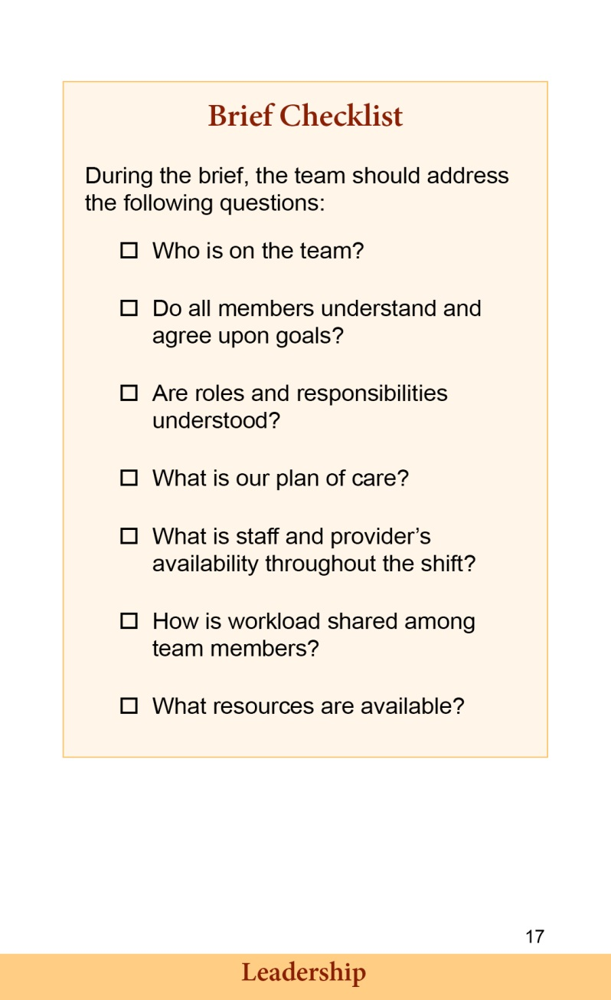 Brief Checklist
During the brief, the team should address
the following questions:
☐ Who is on the team?
☐ Do all members understand and
agree upon goals?
☐ Are roles and responsibilities
understood?
☐ What is our plan of care?
☐ What is staff and provider’s
availability throughout the shift?
☐ How is workload shared among
team members?
☐ What resources are available?
17
Leadership